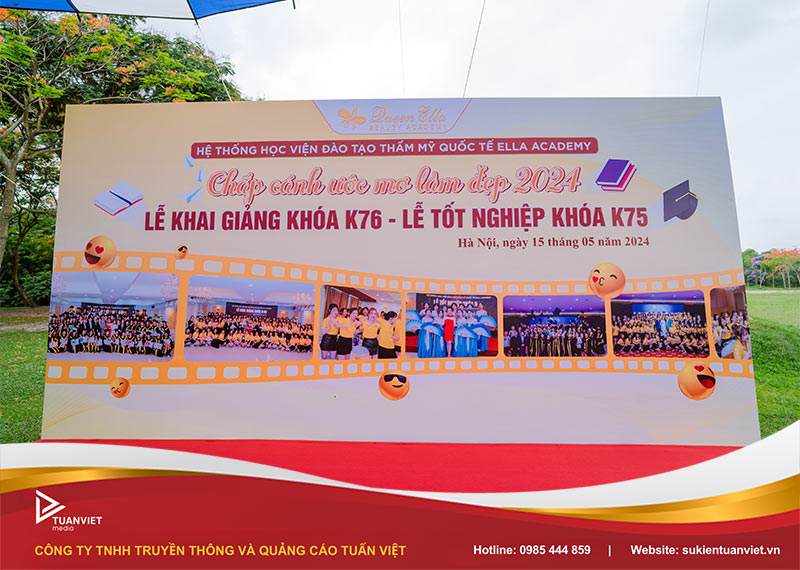 Queen Ella
BEAUTY ACADEMY
HỆ THỐNG HỌC VIỆN ĐÀO TẠO THẨM MỸ QUỐC TẾ ELLA ACADEMY
Chắp cánh ước mơ làm đẹp 2024
LỄ KHAI GIẢNG KHÓA K76 - LỄ TỐT NGHIỆP KHÓA K75
Hà Nội, ngày 15 tháng 05 năm 2024
TUANVIET
media
CÔNG TY TNHH TRUYỀN THÔNG VÀ QUẢNG CÁO TUẤN VIỆT
Hotline: 0985 444 859 | Website: sukientuanviet.vn